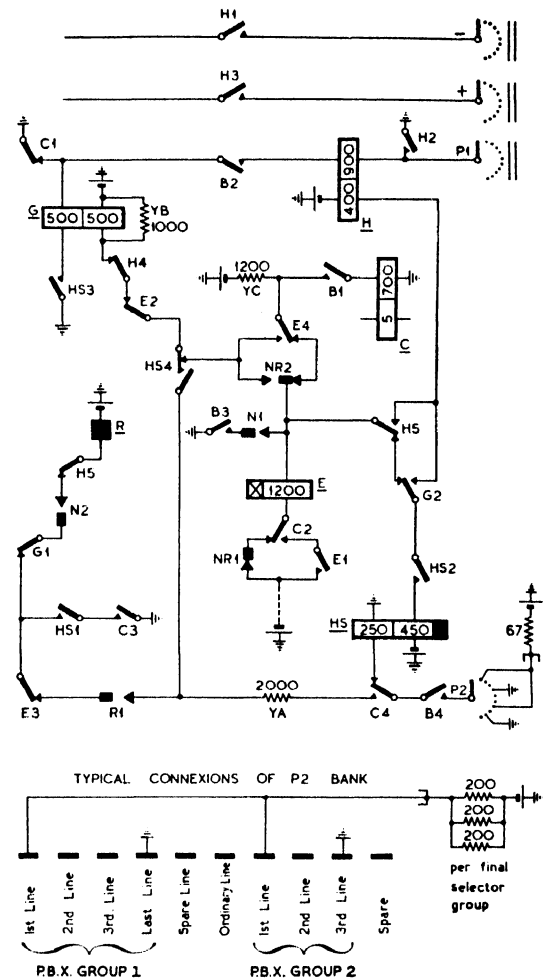 H1
−
H3
+
C1
H2
P1
B2
900
400
H
G
500 500
YB
1000
H4
HS3
E2
1200
YC
B1
700
5
C
E4
HS4
NR2
R
B3
N1
H5
H5
N2
1200
E
G2
G1
C2
NR1
E1
HS2
HS1
C3
HS
250 450
67
2000
P2
E3
R1
YA
C4
B4
TYPICAL CONNEXIONS OF P2 BANK
200
200
200
per final
selector
group
1st Line
2nd Line
3rd. Line
Last Line
Spare Line
Ordinary Line
1st Line
2nd Line
3rd Line
Spare
P.B.X. GROUP 1
P.B.X. GROUP 2